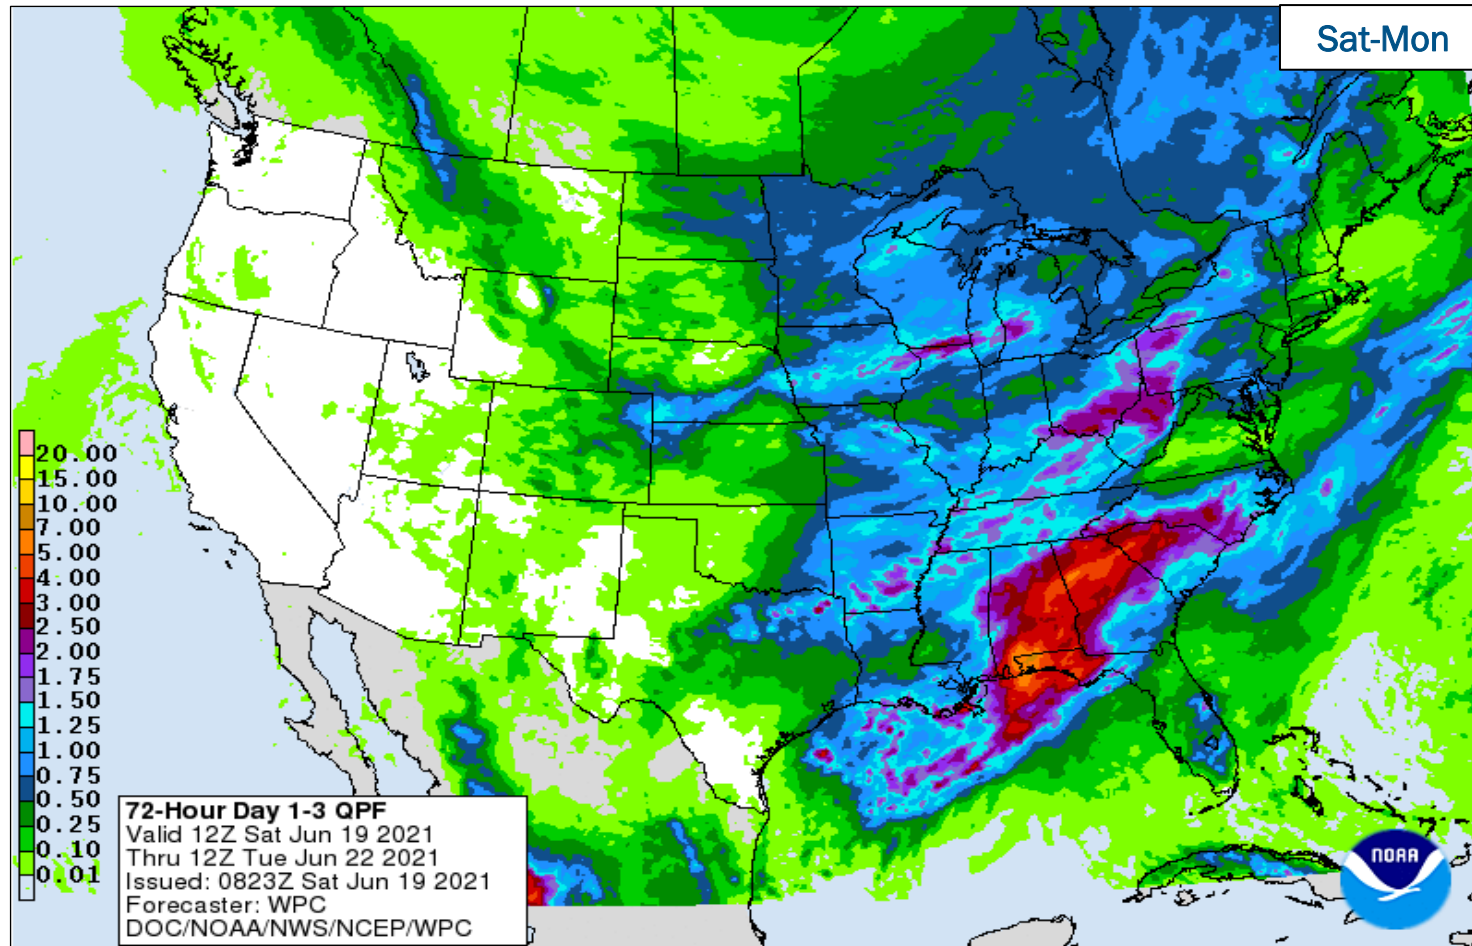 Sat-Mon
20.00
15.00
10.00
7.00
5.00
4.00
3.00
2.50
2.00
1.75
1.50
1.25
1.00
0.75
0.50
0.25
0.10
0.01
72-Hour Day 1-3 QPF
Valid 12Z Sat Jun 19 2021
Thru 12Z Tue Jun 22 2021
Issued: 0823Z Sat Jun 19 2021
Forecaster: WPC
DOC/NOAA/NWS/NCEP/WPC
NOAA